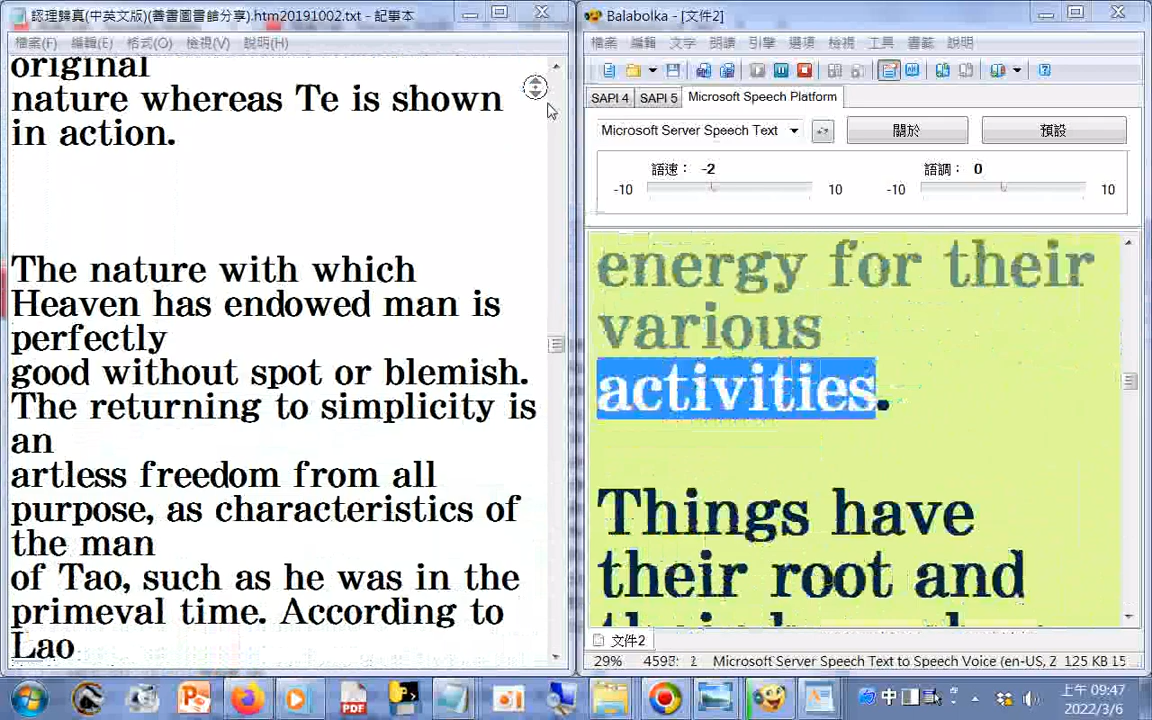 認理歸真(中英文版)(善書圖書館分享).htm20191002.txt - 記事本
檔案(F) 編輯(E) 格式(O) 檢視(V) 說明(H)
original
nature whereas Te is shown
in action.
The nature with which
Heaven has endowed man is
perfectly
good without spot or blemish.
The returning to simplicity is
an
artless freedom from all
purpose, as characteristics of
the man
of Tao, such as he was in the
primeval time. According to
Lao
Balabolka - [文件2]
檔案 編輯 文字 朗讀 引擎 選項 檢視 工具 書籤 說明
SAPI 4 SAPI 5 Microsoft Speech Platform
Microsoft Server Speech Text 關於 預設
語速: -2 語調: 0
-10 10 -10 10
energy for their
various
activities.
Things have
their root and
文件2
29% 4593: 1 Microsoft Server Speech Text to Speech Voice (en-US, Z 125 KB 15
中
上午 09:47
2022/3/6